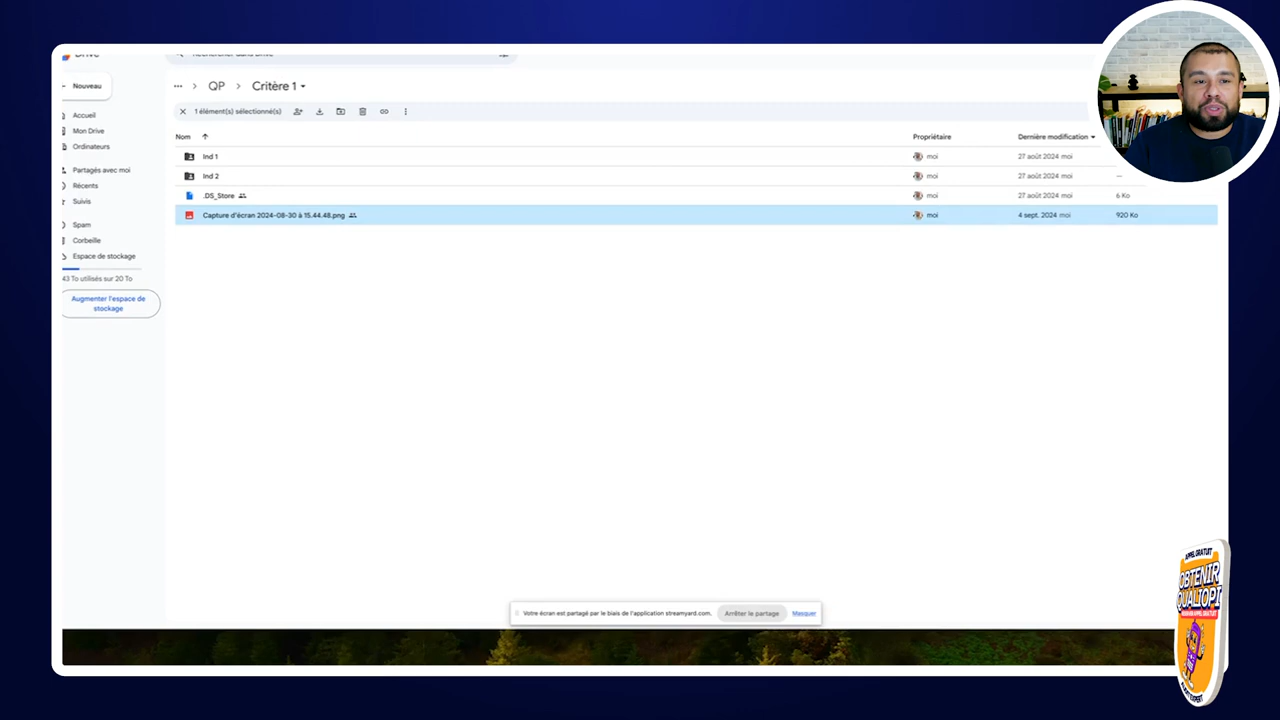 Drive
Nouveau
QP
Critère 1
1 élément(s) sélectionné(s)
Accueil
Mon Drive
Ordinateurs
Partagés avec moi
Récents
Suivis
Spam
Corbeille
Espace de stockage
43 To utilisés sur 20 To
Augmenter l'espace de
stockage
Nom
Propriétaire
Dernière modification
Ind 1
moi
27 août 2024 moi
Ind 2
moi
27 août 2024 moi
—
.DS_Store
moi
27 août 2024 moi
6 Ko
Capture d'écran 2024-08-30 à 15.44.48.png
moi
4 sept. 2024 moi
920 Ko
Votre écran est partagé par le biais de l'application streamyard.com.
Arrêter le partage
Masquer
APPEL GRATUIT
OBTENIR
QUALIOPI